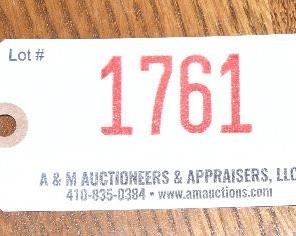 Lot #
1761
A & M AUCTIONEERS & APPRAISERS, LLC
410-835-0384 • www.amauctions.com